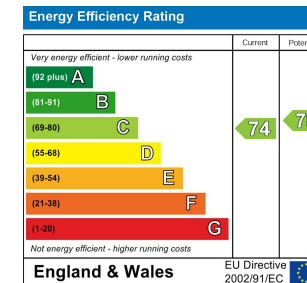 Energy Efficiency Rating
Current
Very energy efficient - lower running costs
(92 plus) A
(81-91) B
(69-80) C
74
(55-68) D
(39-54) E
(21-38) F
(1-20) G
Not energy efficient - higher running costs
England & Wales
EU Directive
2002/91/EC